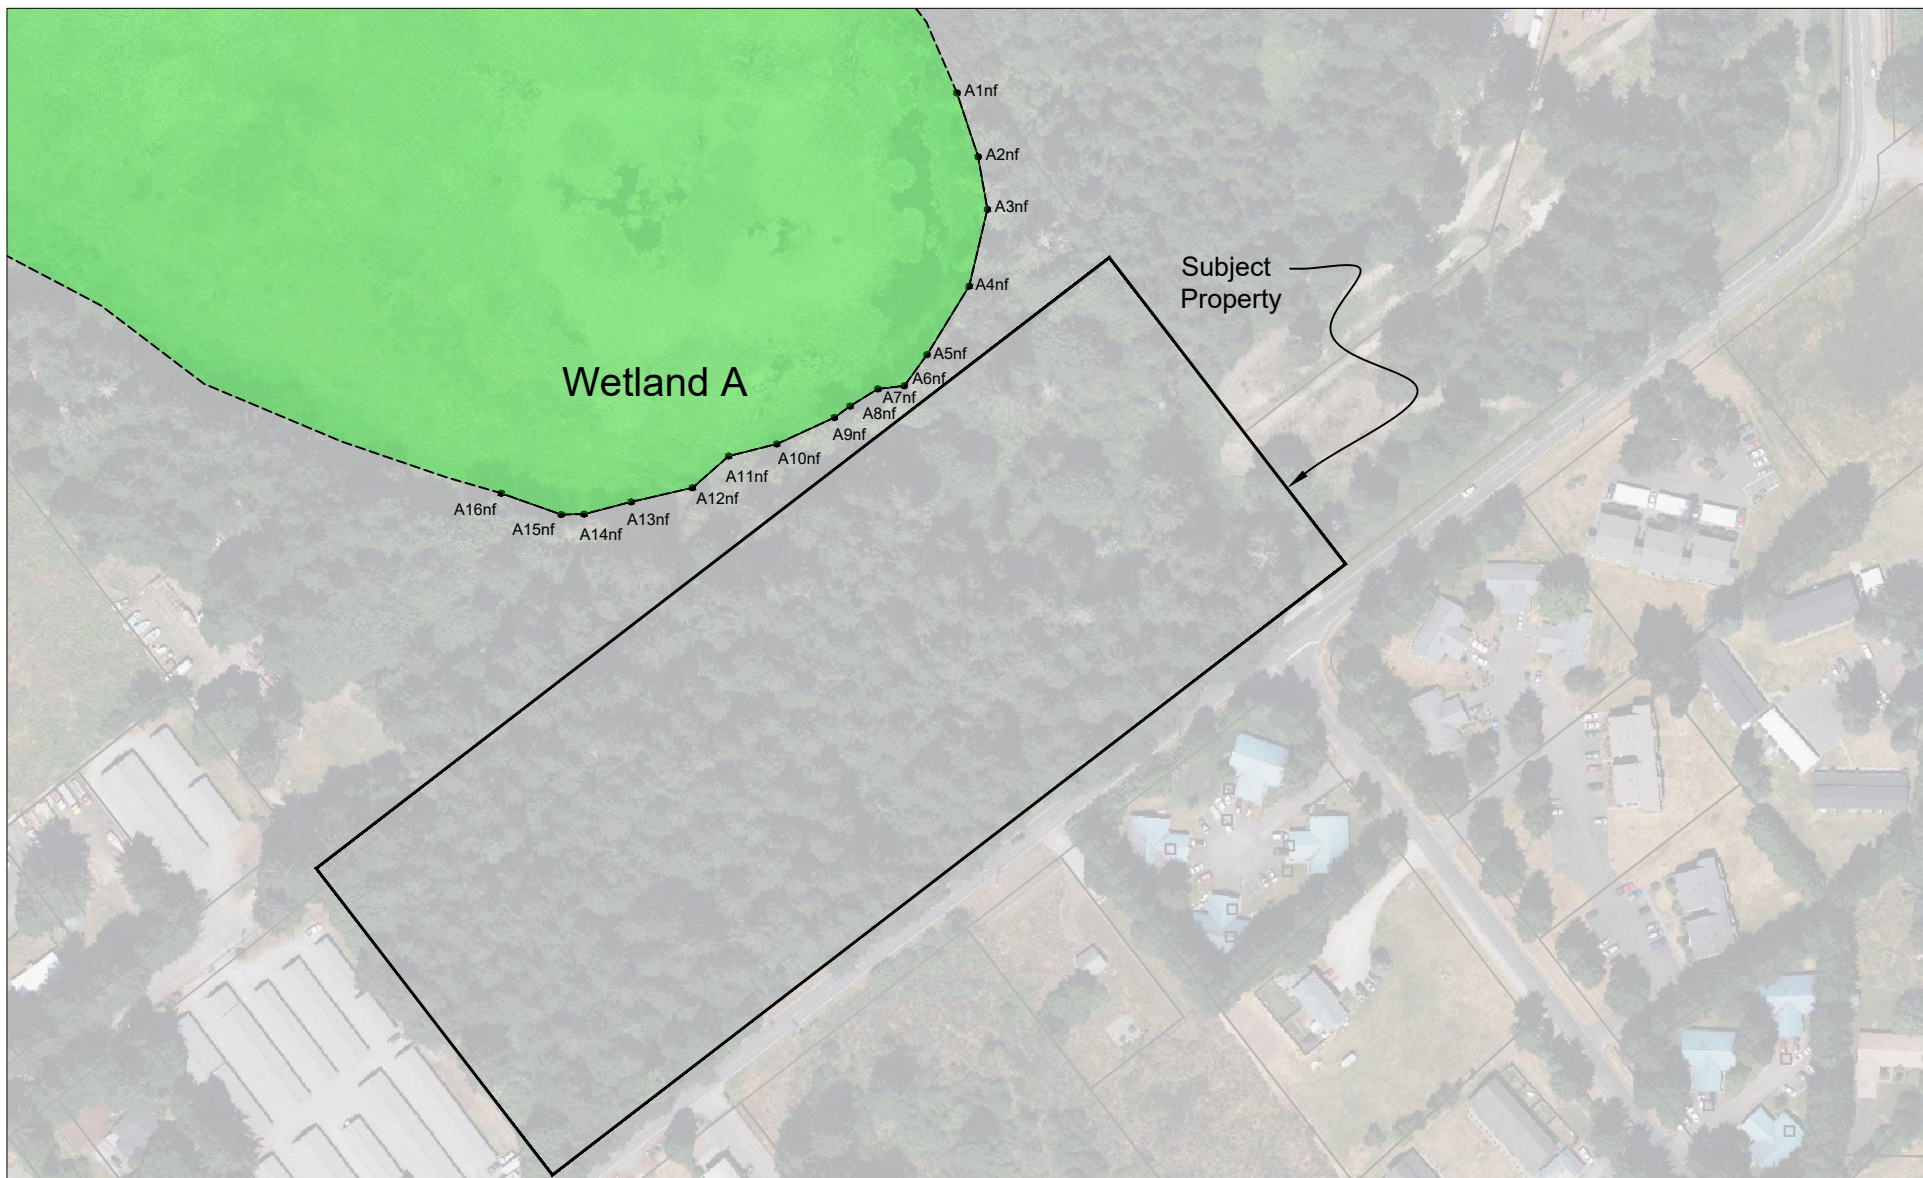 A1nf
A2nf
A3nf
Subject
Property
A4nf
A5nf
Wetland A
A6nf
A7nf
A8nf
A9nf
A10nf
A11nf
A12nf
A16nf
A13nf
A15nf
A14nf